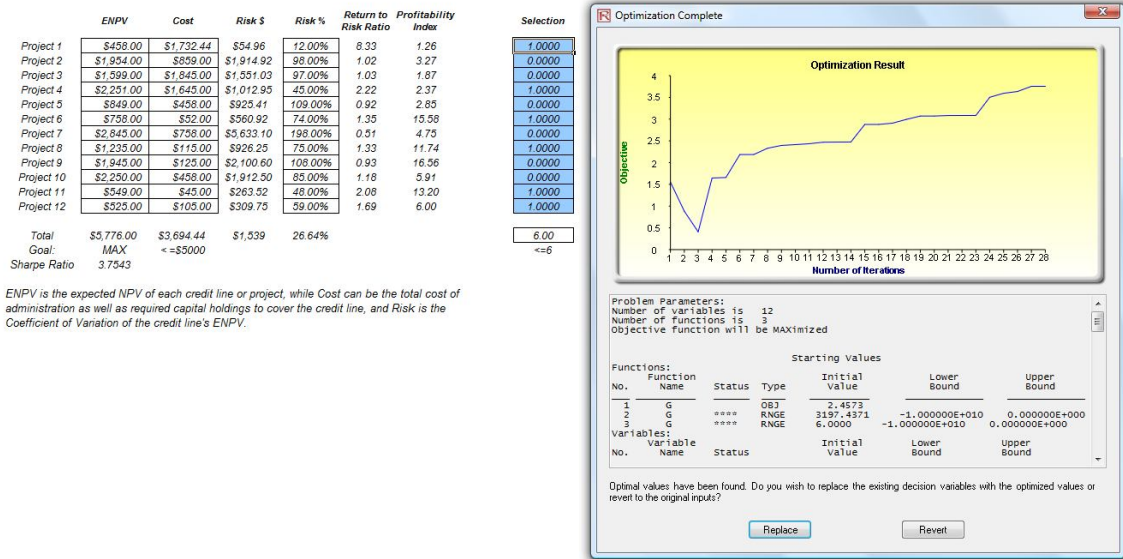 ENPV Cost Risk $ Risk % Return to Risk Ratio Profitability Index Selection
Project 1 $458.00 $1,732.44 $54.96 12.00% 8.33 1.26 1.0000
Project 2 $1,954.00 $859.00 $1,914.92 98.00% 1.02 3.27 0.0000
Project 3 $1,599.00 $1,845.00 $1,551.03 97.00% 1.03 1.87 0.0000
Project 4 $2,251.00 $1,645.00 $1,012.95 45.00% 2.22 2.37 1.0000
Project 5 $849.00 $458.00 $925.41 109.00% 0.92 2.85 0.0000
Project 6 $758.00 $52.00 $560.92 74.00% 1.35 15.58 1.0000
Project 7 $2,845.00 $758.00 $5,633.10 198.00% 0.51 4.75 0.0000
Project 8 $1,235.00 $115.00 $926.25 75.00% 1.33 11.74 1.0000
Project 9 $1,945.00 $125.00 $2,100.60 108.00% 0.93 16.56 0.0000
Project 10 $2,250.00 $458.00 $1,912.50 85.00% 1.18 5.91 0.0000
Project 11 $549.00 $45.00 $263.52 48.00% 2.08 13.20 1.0000
Project 12 $525.00 $105.00 $309.75 59.00% 1.69 6.00 1.0000
Total $5,776.00 $3,694.44 $1,539 26.64% 6.00
Goal: MAX <=$5000 <=6
Sharpe Ratio 3.7543
ENPV is the expected NPV of each credit line or project, while Cost can be the total cost of
administration as well as required capital holdings to cover the credit line, and Risk is the
Coefficient of Variation of the credit line's ENPV.
Optimization Complete
Optimization Result
Objective
4
3.5
3
2.5
2
1.5
1
0.5
0
1 2 3 4 5 6 7 8 9 10 11 12 13 14 15 16 17 18 19 20 21 22 23 24 25 26 27 28
Number of Iterations
Problem Parameters:
Number of variables is 12
Number of functions is 3
Objective function will be MAXimized
Starting Values
Functions:
Function Initial Lower Upper
No. Name Status Type Value Bound Bound
1 G OBJ 2.4573
2 G **** RNGE 3197.4371 -1.000000E+010 0.000000E+000
3 G **** RNGE 6.0000 -1.000000E+010 0.000000E+000
Variables:
Variable Initial Lower Upper
No. Name Status Value Bound Bound
Optimal values have been found. Do you wish to replace the existing decision variables with the optimized values or
revert to the original inputs?
Replace Revert